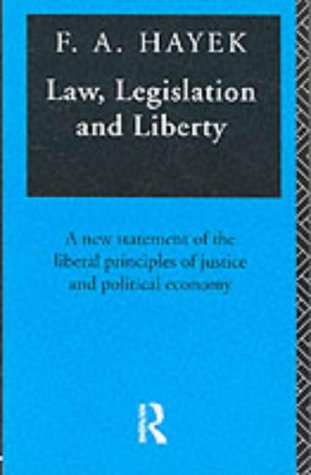 F. A. HAYEK
Law, Legislation
and Liberty
A new statement of the
liberal principles of justice
and political economy
R